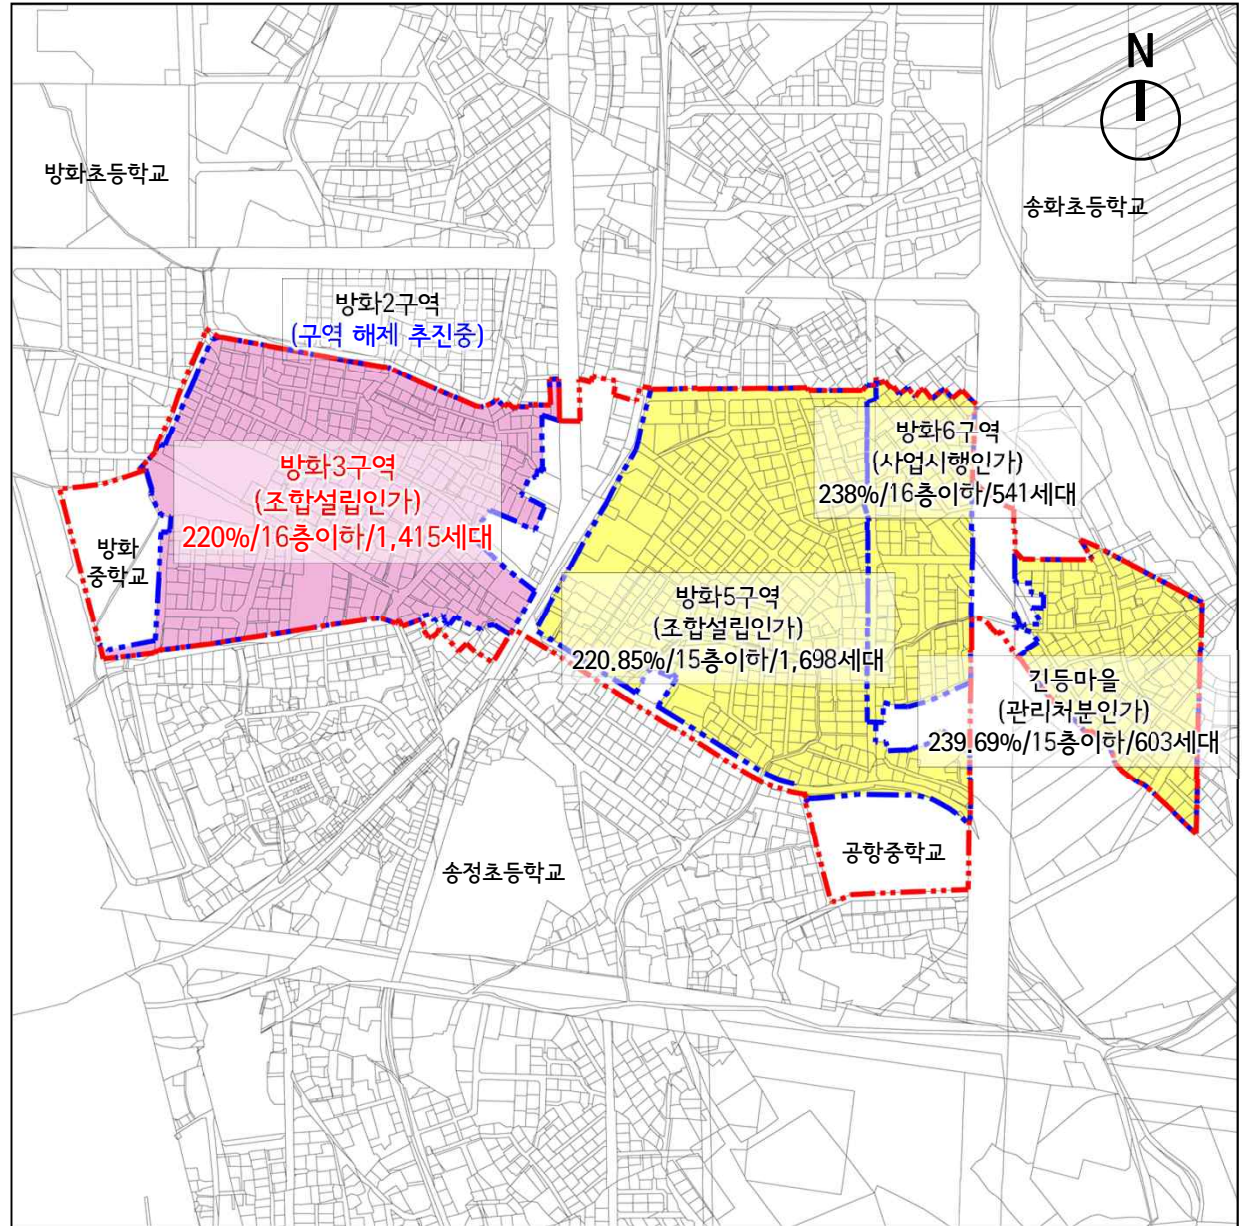 N
방화초등학교
송화초등학교
방화2구역
(구역 해제 추진중)
방화6구역
(사업시행인가)
238%/16층이하/541세대
방화3구역
(조합설립인가)
220%/16층이하/1,415세대
방화
중학교
방화5구역
(조합설립인가)
220.85%/15층이하/1,698세대
긴등마을
(관리처분인가)
239.69%/15층이하/603세대
공항중학교
송정초등학교